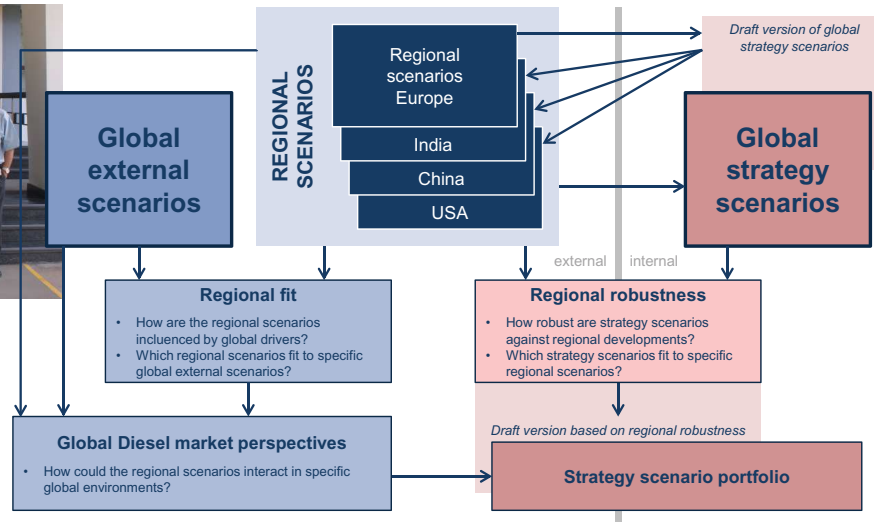 Draft version of global
strategy scenarios
REGIONAL
SCENARIOS
Regional
scenarios
Europe
India
China
USA
Global
external
scenarios
Global
strategy
scenarios
external
internal
Regional fit
• How are the regional scenarios
incluenced by global drivers?
• Which regional scenarios fit to specific
global external scenarios?
Regional robustness
• How robust are strategy scenarios
against regional developments?
• Which strategy scenarios fit to specific
regional scenarios?
Global Diesel market perspectives
• How could the regional scenarios interact in specific
global environments?
Draft version based on regional robustness
Strategy scenario portfolio